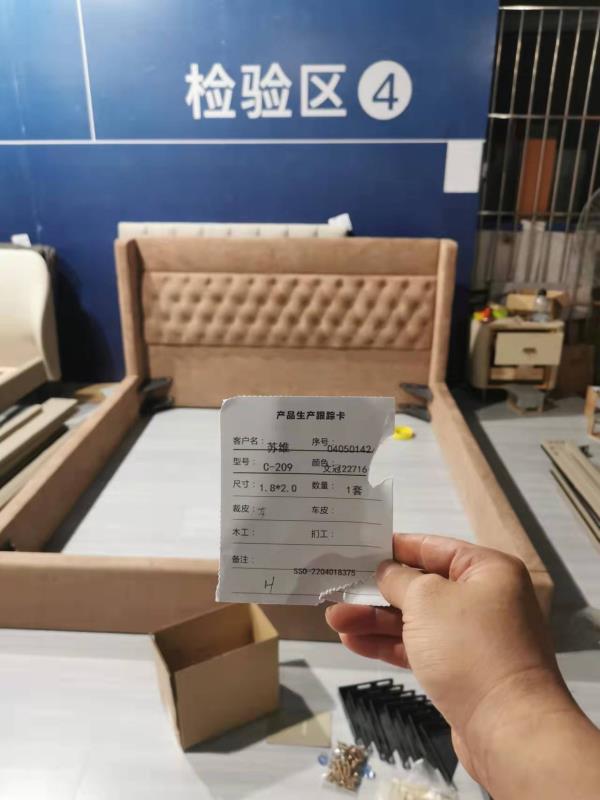 检验区4
产品生产跟踪卡
客户名：苏维 序号：04050142
型号：C-209 颜色：文冠22716
尺寸：1.8*2.0 数量：1套
裁皮： 车皮：
木工： 扪工：
备注：
SSO-2204018375
H